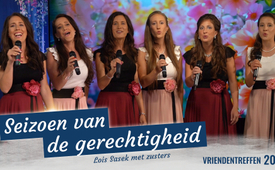 Seizoen van
de gerechtigheid
Lois Sasek met zusters
VRIENDENTREFFEN 20